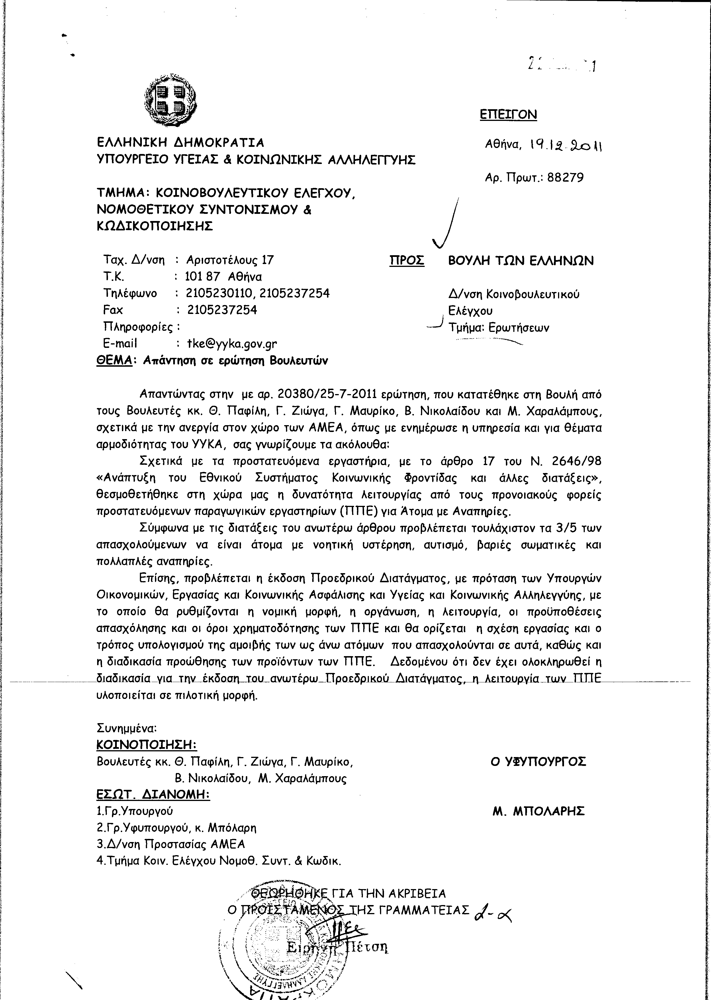 ΕΠΕΙΓΟΝ
ΕΛΛΗΝΙΚΗ ΔΗΜΟΚΡΑΤΙΑ
ΥΠΟΥΡΓΕΙΟ ΥΓΕΙΑΣ & ΚΟΙΝΩΝΙΚΗΣ ΑΛΛΗΛΕΓΓΥΗΣ
Αθήνα, 19.12.2011
Αρ. Πρωτ.: 88279
ΤΜΗΜΑ: ΚΟΙΝΟΒΟΥΛΕΥΤΙΚΟΥ ΕΛΕΓΧΟΥ,
ΝΟΜΟΘΕΤΙΚΟΥ ΣΥΝΤΟΝΙΣΜΟΥ &
ΚΩΔΙΚΟΠΟΙΗΣΗΣ
Ταχ. Δ/νση : Αριστοτέλους 17
Τ.Κ. : 101 87 Αθήνα
Τηλέφωνο : 2105230110, 2105237254
Fax : 2105237254
Πληροφορίες :
E-mail : tke@yyka.gov.gr
ΠΡΟΣ ΒΟΥΛΗ ΤΩΝ ΕΛΛΗΝΩΝ
Δ/νση Κοινοβουλευτικού
Ελέγχου
Τμήμα: Ερωτήσεων
ΘΕΜΑ: Απάντηση σε ερώτηση Βουλευτών
Απαντώντας στην με αρ. 20380/25-7-2011 ερώτηση, που κατατέθηκε στη Βουλή από
τους Βουλευτές κκ. Θ. Παφίλη, Γ. Ζιώγα, Γ. Μαυρίκο, Β. Νικολαίδου και Μ. Χαραλάμπους,
σχετικά με την ανεργία στον χώρο των ΑΜΕΑ, όπως με ενημέρωσε η υπηρεσία και για θέματα
αρμοδιότητας του ΥΥΚΑ, σας γνωρίζουμε τα ακόλουθα:
Σχετικά με τα προστατευόμενα εργαστήρια, με το άρθρο 17 του Ν. 2646/98
«Ανάπτυξη του Εθνικού Συστήματος Κοινωνικής Φροντίδας και άλλες διατάξεις»,
θεσμοθετήθηκε στη χώρα μας η δυνατότητα λειτουργίας από τους προνοιακούς φορείς
προστατευόμενων παραγωγικών εργαστηρίων (ΠΠΕ) για Άτομα με Αναπηρίες.
Σύμφωνα με τις διατάξεις του ανωτέρω άρθρου προβλέπεται τουλάχιστον τα 3/5 των
απασχολούμενων να είναι άτομα με νοητική υστέρηση, αυτισμό, βαριές σωματικές και
πολλαπλές αναπηρίες.
Επίσης, προβλέπεται η έκδοση Προεδρικού Διατάγματος, με πρόταση των Υπουργών
Οικονομικών, Εργασίας και Κοινωνικής Ασφάλισης και Υγείας και Κοινωνικής Αλληλεγγύης, με
το οποίο θα ρυθμίζονται η νομική μορφή, η οργάνωση, η λειτουργία, οι προϋποθέσεις
απασχόλησης και οι όροι χρηματοδότησης των ΠΠΕ και θα ορίζεται η σχέση εργασίας και ο
τρόπος υπολογισμού της αμοιβής των ως άνω ατόμων που απασχολούνται σε αυτά, καθώς και
η διαδικασία προώθησης των προϊόντων των ΠΠΕ. Δεδομένου ότι δεν έχει ολοκληρωθεί η
διαδικασία για την έκδοση του ανωτέρω Προεδρικού Διατάγματος, η λειτουργία των ΠΠΕ
υλοποιείται σε πιλοτική μορφή.
Συνημμένα:
ΚΟΙΝΟΠΟΙΗΣΗ:
Βουλευτές κκ. Θ. Παφίλη, Γ. Ζιώγα, Γ. Μαυρίκο,
Β. Νικολαίδου, Μ. Χαραλάμπους
Ο ΥΦΥΠΟΥΡΓΟΣ
ΕΣΩΤ. ΔΙΑΝΟΜΗ:
1.Γρ.Υπουργού
2.Γρ.Υφυπουργού, κ. Μπόλαρη
3.Δ/νση Προστασίας ΑΜΕΑ
4.Τμήμα Κοιν. Ελέγχου Νομοθ. Συντ. & Κωδικ.
Μ. ΜΠΟΛΑΡΗΣ
ΘΕΩΡΗΘΗΚΕ ΓΙΑ ΤΗΝ ΑΚΡΙΒΕΙΑ
Ο ΠΡΟΪΣΤΑΜΕΝΟΣ ΤΗΣ ΓΡΑΜΜΑΤΕΙΑΣ
Ειρήνη Πέτση